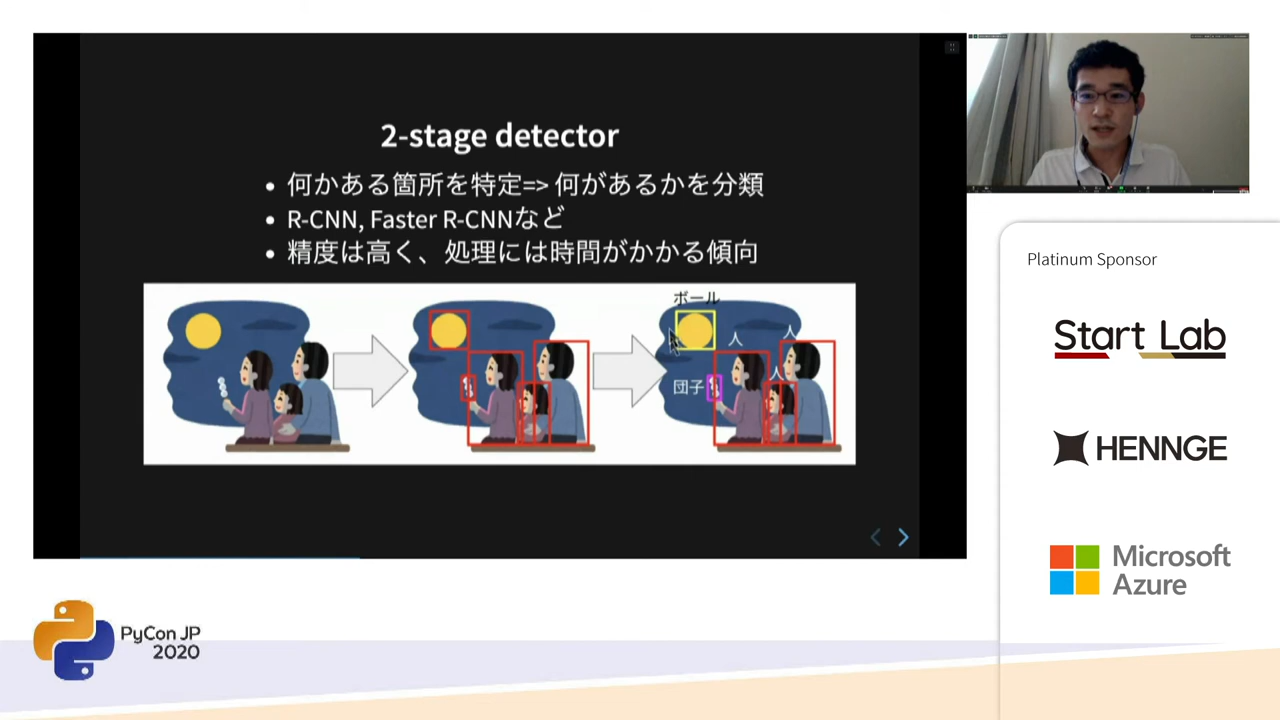 2-stage detector
何かある箇所を特定=> 何があるかを分類
R-CNN, Faster R-CNNなど
精度は高く、処理には時間がかかる傾向
ボール
人
人
団子
人
Platinum Sponsor
Start Lab
HENNGE
Microsoft
Azure
PyCon JP
2020